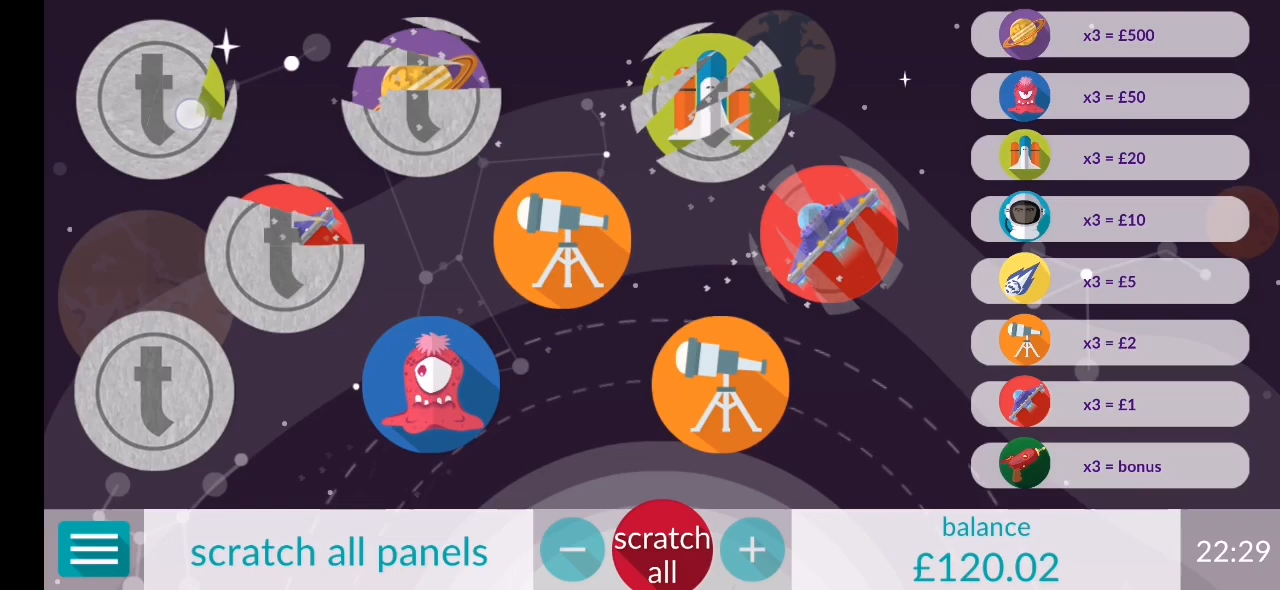 t
t
t
t
t
x3 = £500
x3 = £50
x3 = £20
x3 = £10
x3 = £5
x3 = £2
x3 = £1
x3 = bonus
scratch all panels
−
scratch
all
+
balance
£120.02
22:29